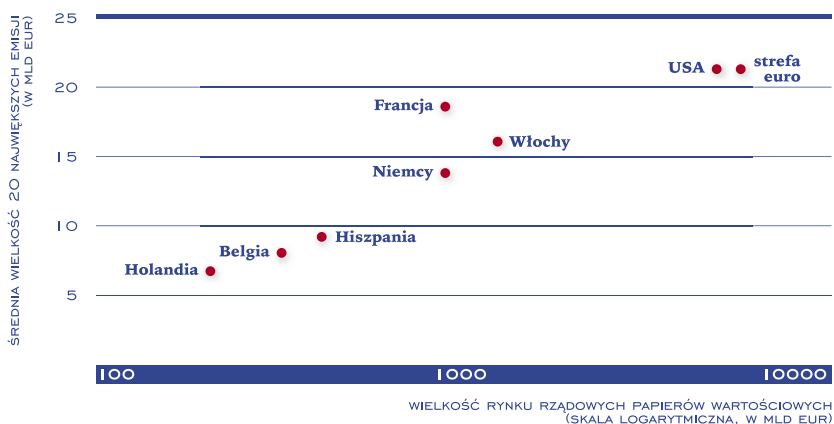 ŚREDNIA WIELKOŚĆ 20 NAJWIĘKSZYCH EMISJI
(W MLD EUR)
25
20
15
10
5
USA
strefa
euro
Francja
Włochy
Niemcy
Hiszpania
Belgia
Holandia
100
1000
10000
WIELKOŚĆ RYNKU RZĄDOWYCH PAPIERÓW WARTOŚCIOWYCH
(SKALA LOGARYTMICZNA, W MLD EUR)